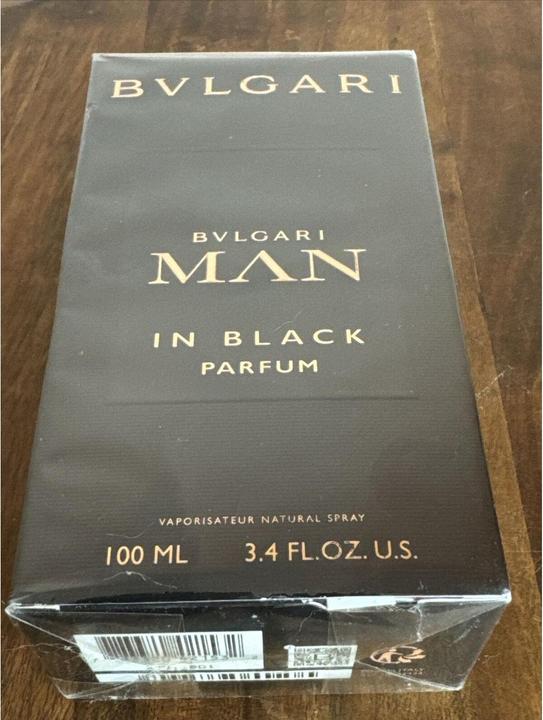 BVLGARI
BVLGARI
MAN
IN BLACK
PARFUM
VAPORISATEUR NATURAL SPRAY
100 ML 3.4 FL.OZ. U.S.